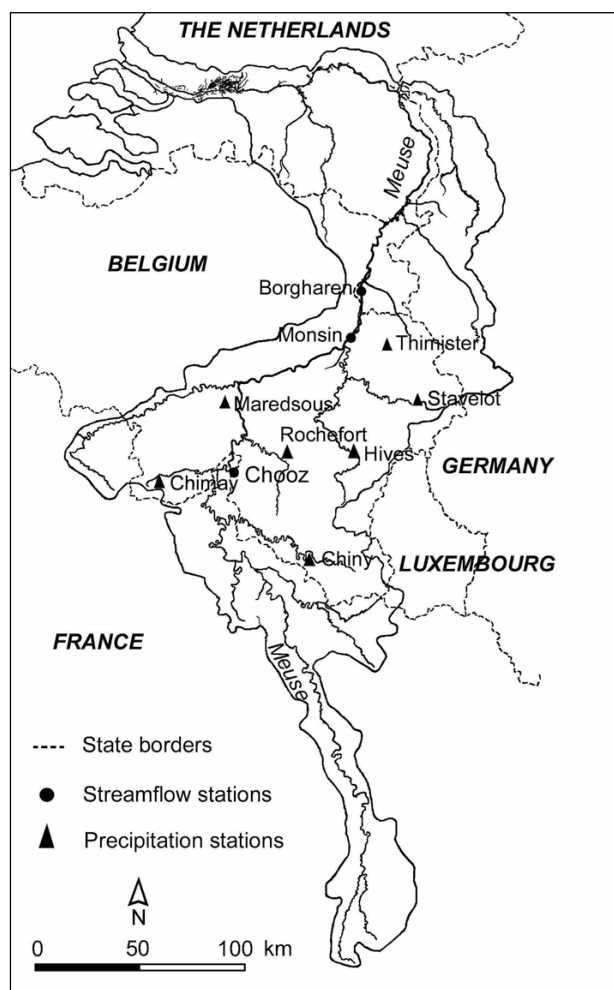 THE NETHERLANDS
Meuse
BELGIUM
Borgharen
Monsin
Thimister
Stavelot
Maredsous
Rochefort
Hives
GERMANY
Chooz
Chimay
LUXEMBOURG
Chiny
FRANCE
Meuse
State borders
Streamflow stations
Precipitation stations
N
0 50 100 km